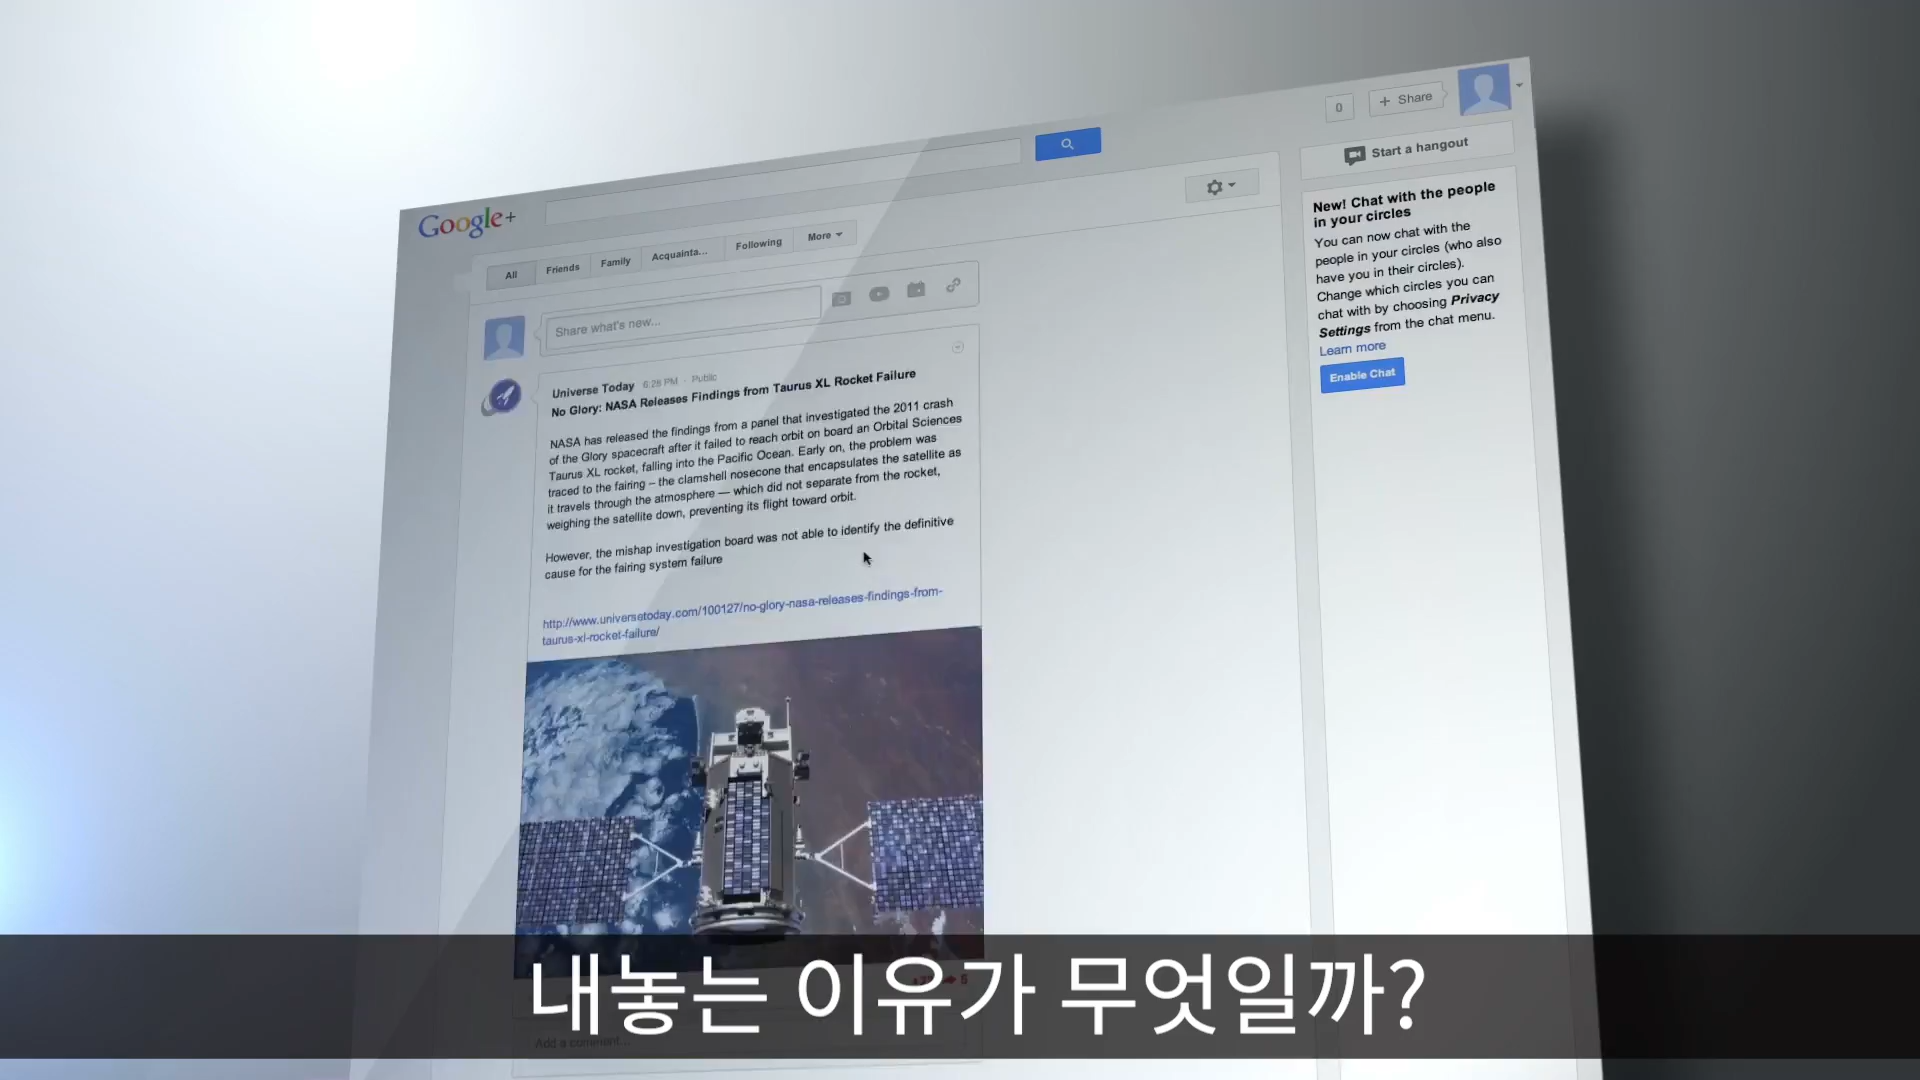 0
+ Share
Google+
Start a hangout
All
Friends
Family
Acquainta...
Following
More
New! Chat with the people
in your circles
You can now chat with the
people in your circles (who also
have you in their circles).
Change which circles you can
chat with by choosing Privacy
Settings from the chat menu.
Learn more
Enable Chat
Share what's new...
Universe Today 6:28 PM - Public
No Glory: NASA Releases Findings from Taurus XL Rocket Failure
NASA has released the findings from a panel that investigated the 2011 crash
of the Glory spacecraft after it failed to reach orbit on board an Orbital Sciences
Taurus XL rocket, falling into the Pacific Ocean. Early on, the problem was
traced to the fairing – the clamshell nosecone that encapsulates the satellite as
it travels through the atmosphere — which did not separate from the rocket,
weighing the satellite down, preventing its flight toward orbit.
However, the mishap investigation board was not able to identify the definitive
cause for the fairing system failure
http://www.universetoday.com/100127/no-glory-nasa-releases-findings-from-
taurus-xl-rocket-failure/
내놓는 이유가 무엇일까?
Add a comment...